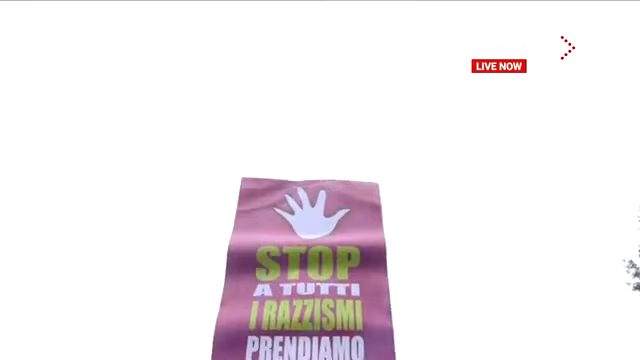 LIVE NOW
STOP
A TUTTI
I RAZZISMI
PRENDIAMO